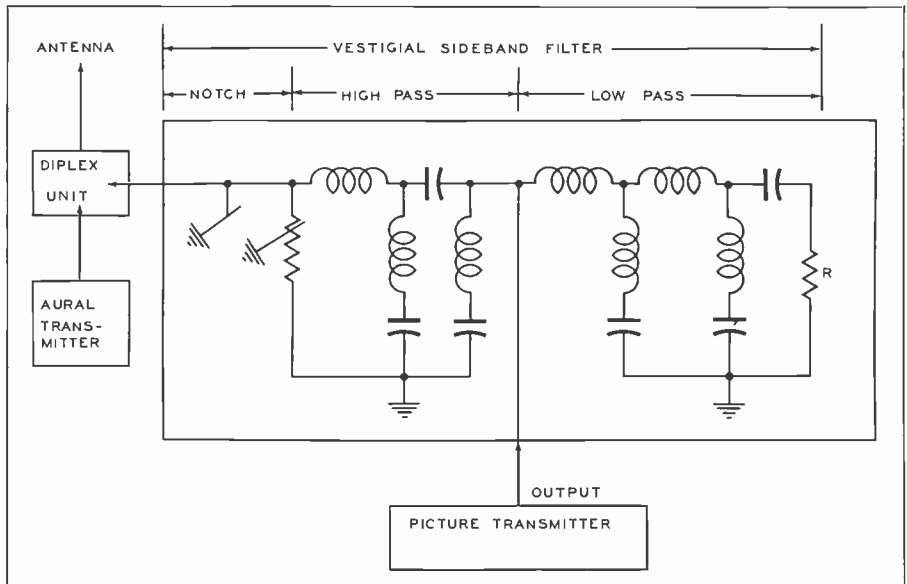 ANTENNA
VESTIGIAL SIDEBAND FILTER
NOTCH
HIGH PASS
LOW PASS
DIPLEX
UNIT
AURAL
TRANS-
MITTER
R
OUTPUT
PICTURE TRANSMITTER